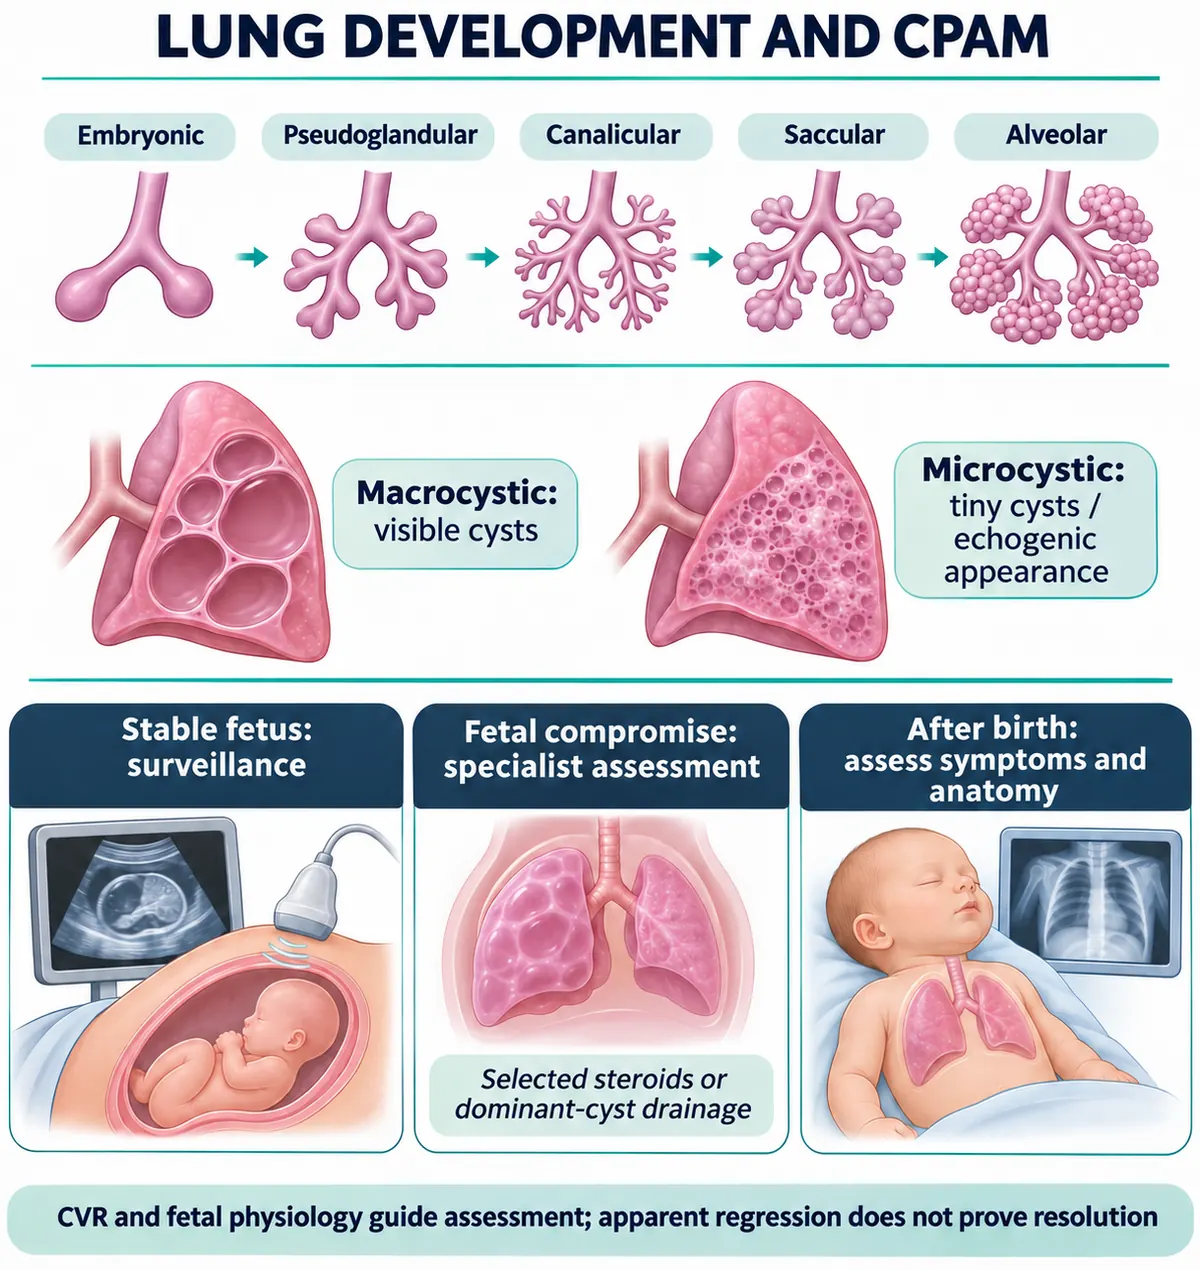 LUNG DEVELOPMENT AND CPAM
Embryonic
Pseudoglandular
Canalicular
Saccular
Alveolar
Macrocystic:
visible cysts
Microcystic:
tiny cysts /
echogenic
appearance
Stable fetus:
surveillance
Fetal compromise:
specialist assessment
Selected steroids or
dominant-cyst drainage
After birth:
assess symptoms and
anatomy
CVR and fetal physiology guide assessment; apparent regression does not prove resolution